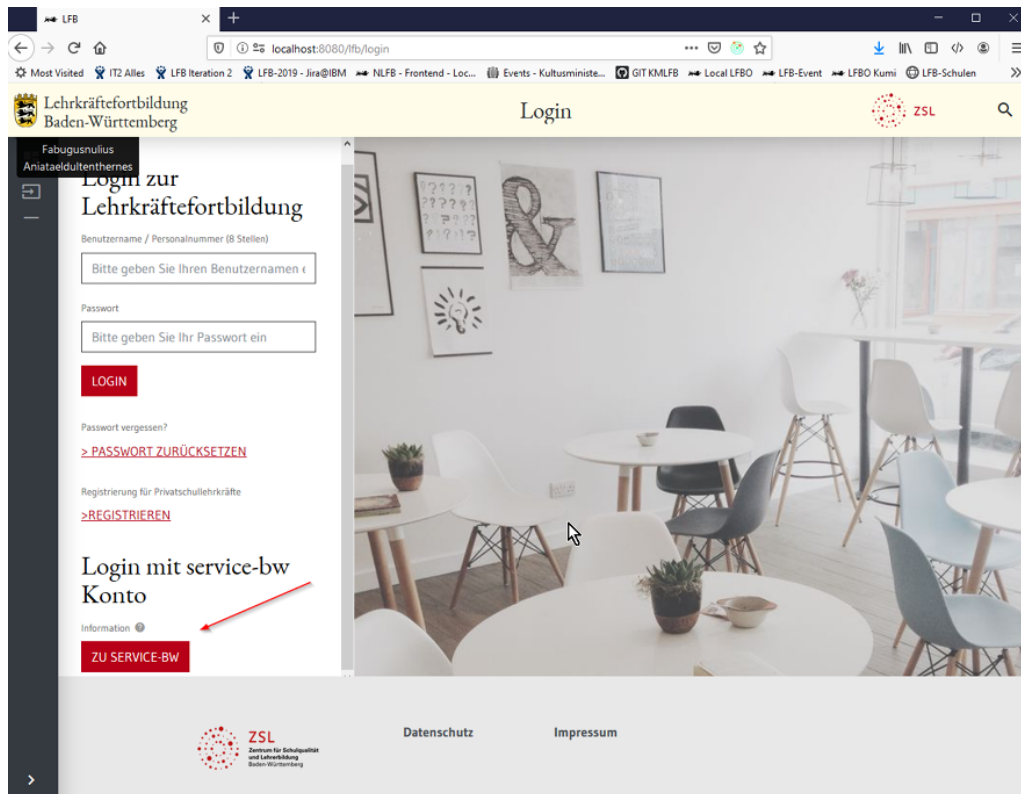 LFB
localhost:8080/lfb/login
Most Visited
IT2 Alles
LFB Iteration 2
LFB-2019 - Jira@IBM
NLFB - Frontend - Loc...
Events - Kultusministe...
GIT KMLFB
Local LFBO
LFB-Event
LFBO Kumi
LFB-Schulen
Lehrkräftefortbildung
Baden-Württemberg
Login
ZSL
Fabugusnulius
Aniataeldultenthernes
Login zur
Lehrkräftefortbildung
Benutzername / Personalnummer (8 Stellen)
Bitte geben Sie Ihren Benutzernamen e
Passwort
Bitte geben Sie Ihr Passwort ein
LOGIN
Passwort vergessen?
> PASSWORT ZURÜCKSETZEN
Registrierung für Privatschullehrkräfte
>REGISTRIEREN
Login mit service-bw
Konto
Information
ZU SERVICE-BW
ZSL
Zentrum für Schulqualität
und Lehrerbildung
Baden-Württemberg
Datenschutz
Impressum